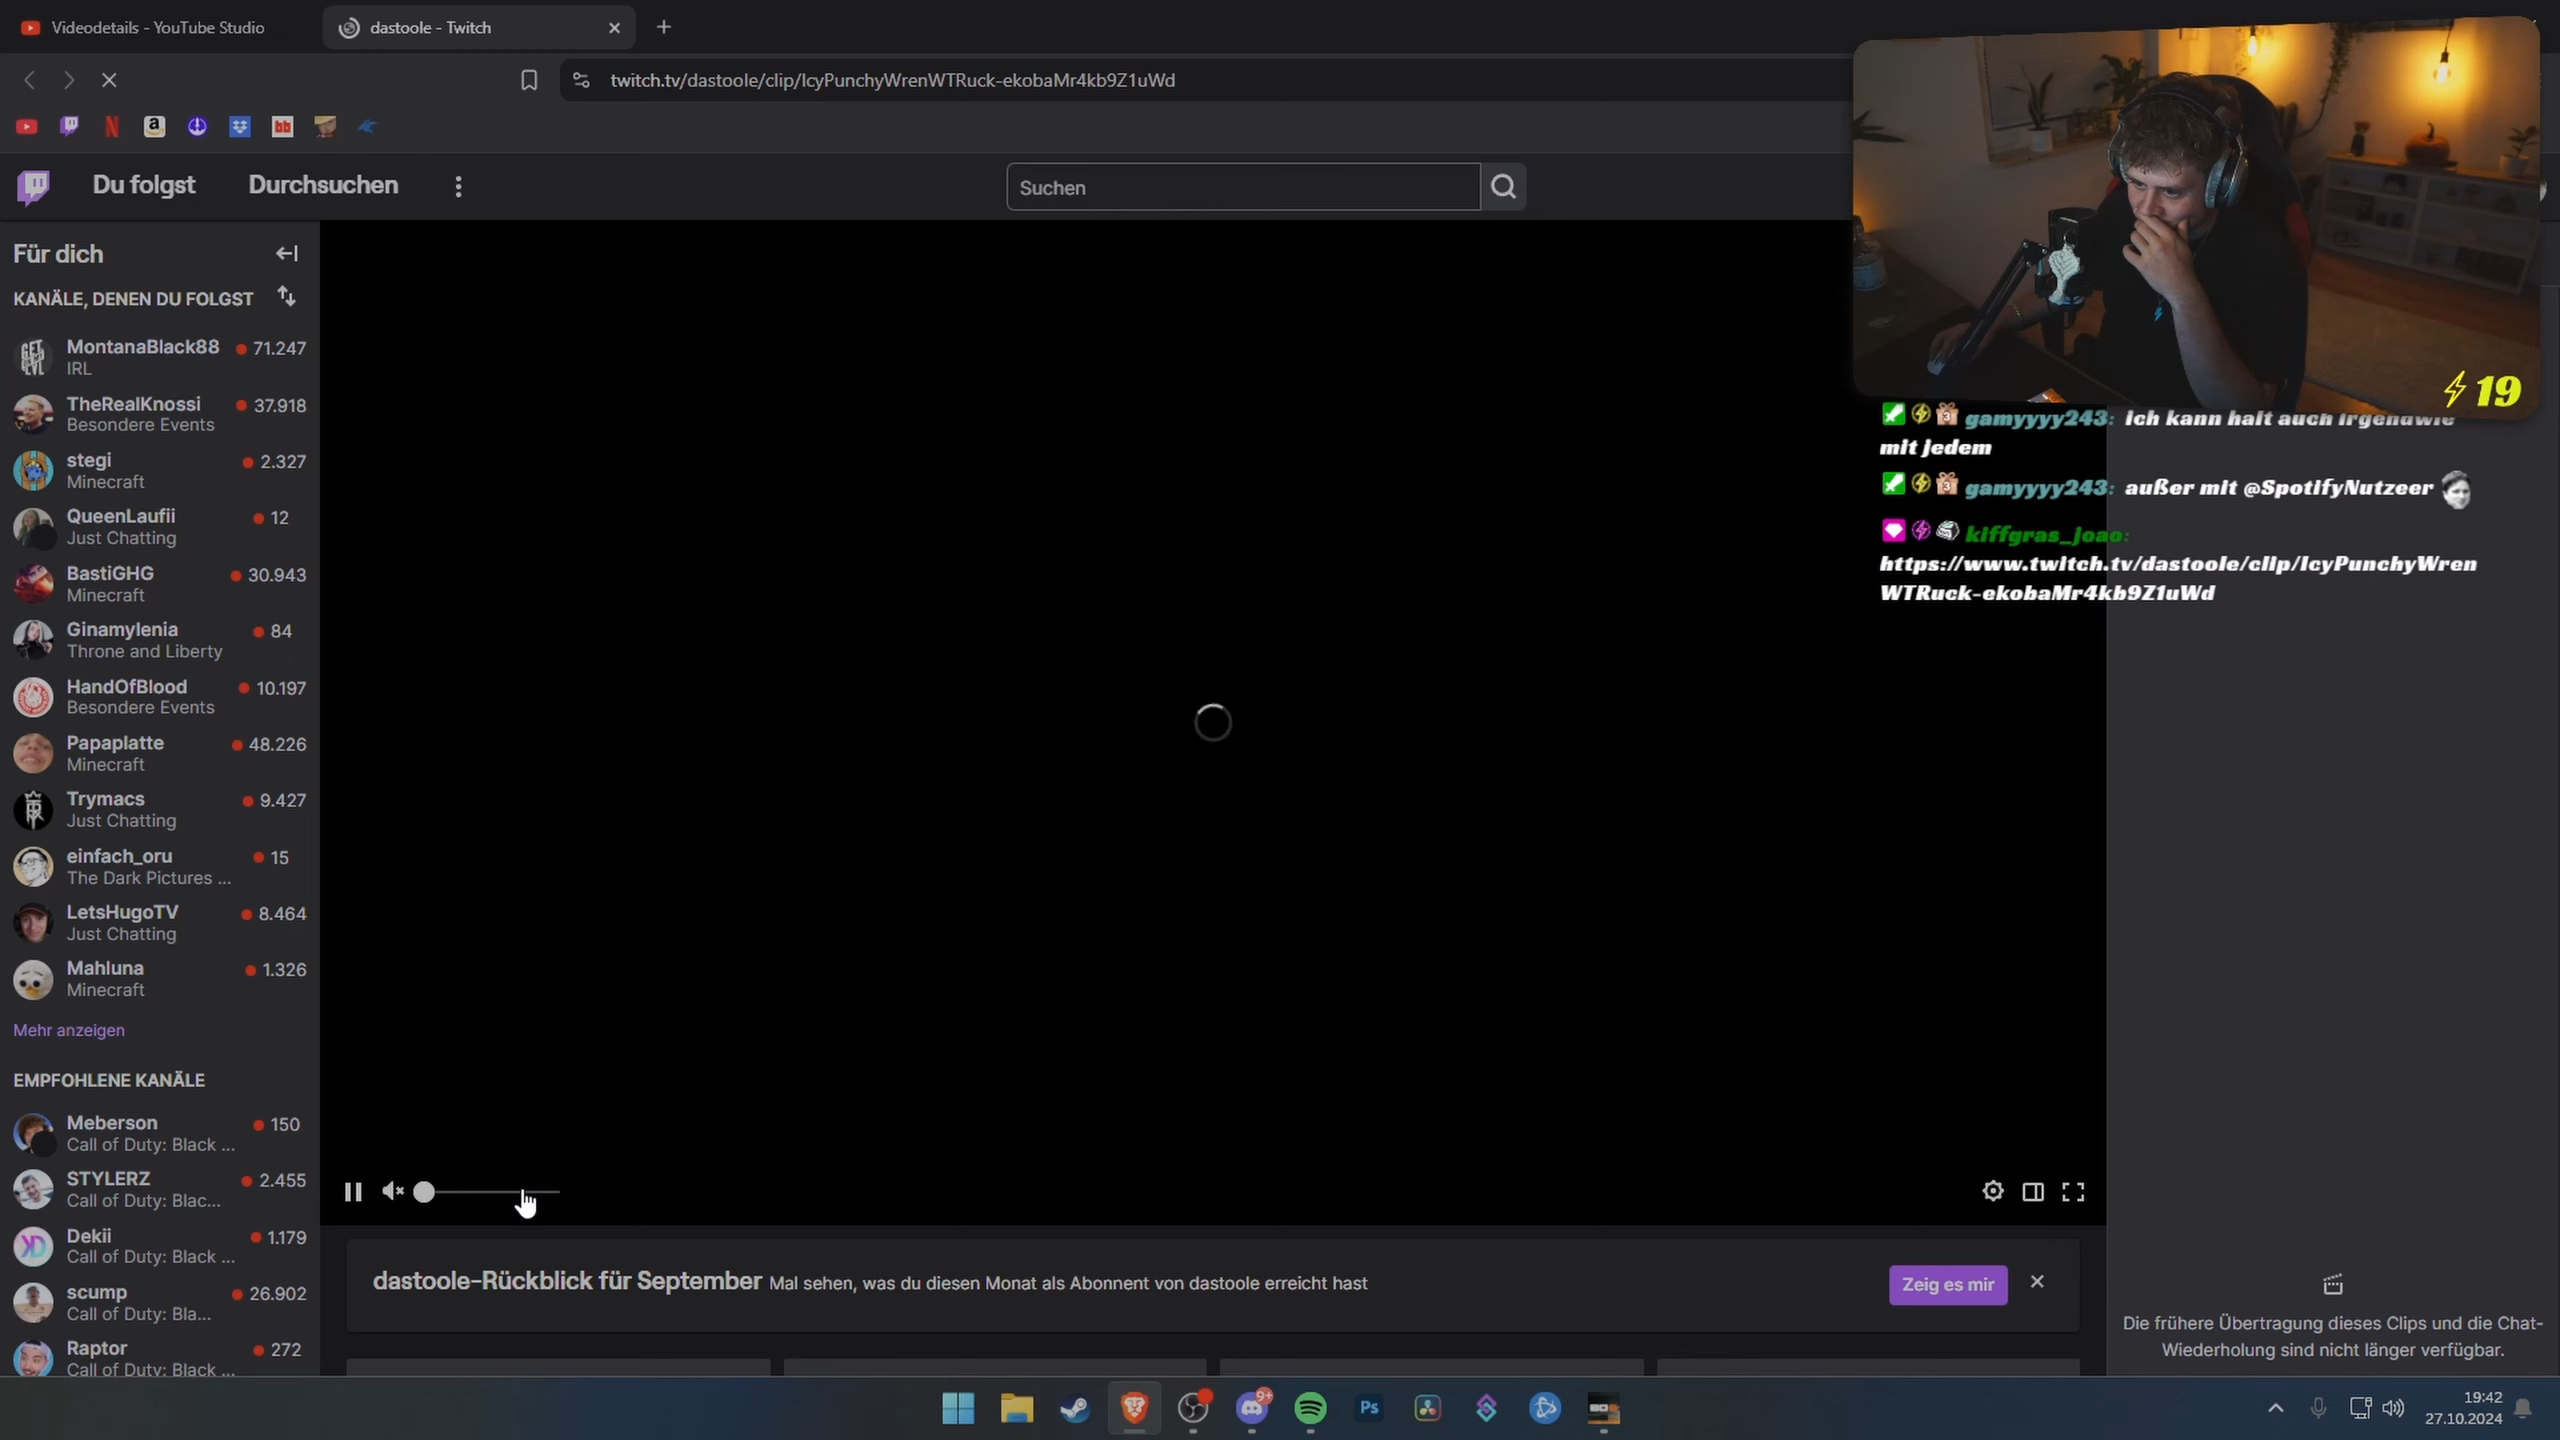 Videodetails - YouTube Studio
dastoole - Twitch
twitch.tv/dastoole/clip/IcyPunchyWrenWTRuck-ekobaMr4kb9Z1uWd
Du folgst
Durchsuchen
Suchen
Für dich
KANÄLE, DENEN DU FOLGST
MontanaBlack88 71.247
IRL
TheRealKnossi 37.918
Besondere Events
stegi 2.327
Minecraft
QueenLaufii 12
Just Chatting
BastiGHG 30.943
Minecraft
Ginamylenia 84
Throne and Liberty
HandOfBlood 10.197
Besondere Events
Papaplatte 48.226
Minecraft
Trymacs 9.427
Just Chatting
einfach_oru 15
The Dark Pictures ...
LetsHugoTV 8.464
Just Chatting
Mahluna 1.326
Minecraft
Mehr anzeigen
EMPFOHLENE KANÄLE
Meberson 150
Call of Duty: Black ...
STYLERZ 2.455
Call of Duty: Blac...
Dekii 1.179
Call of Duty: Black ...
scump 26.902
Call of Duty: Bla...
Raptor 272
Call of Duty: Black ...
19
gamyyyy243: ich kann halt auch irgendwie
mit jedem
gamyyyy243: außer mit @SpotifyNutzeer
kiffgras_joao:
https://www.twitch.tv/dastoole/clip/IcyPunchyWren
WTRuck-ekobaMr4kb9Z1uWd
dastoole-Rückblick für September Mal sehen, was du diesen Monat als Abonnent von dastoole erreicht hast
Zeig es mir
Die frühere Übertragung dieses Clips und die Chat-
Wiederholung sind nicht länger verfügbar.
9+
Ps
19:42
27.10.2024